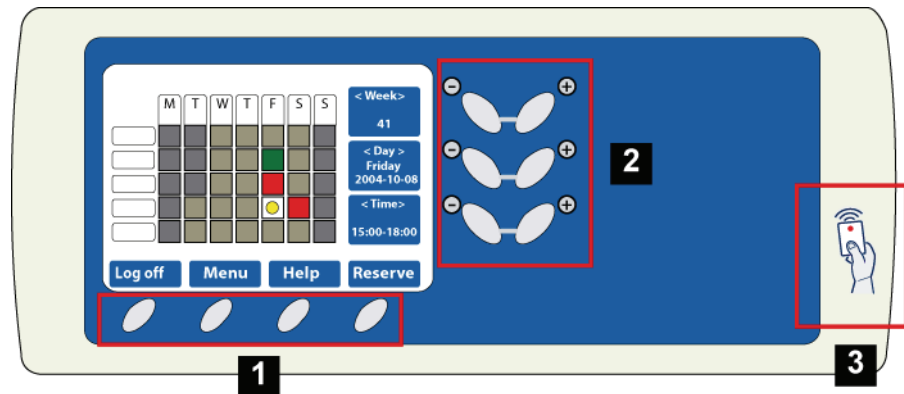 M T W T F S S
< Week>
41
< Day >
Friday
2004-10-08
<Time>
15:00-18:00
Log off Menu Help Reserve
- +
- +
- +
1
2
3